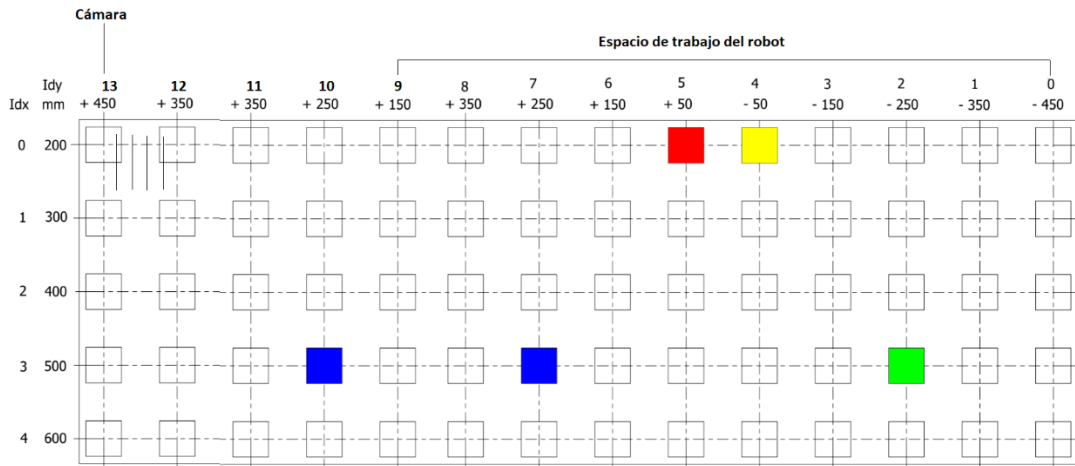 Cámara
Espacio de trabajo del robot
Idy 13 12 11 10 9 8 7 6 5 4 3 2 1 0
Idx mm + 450 + 350 + 350 + 250 + 150 + 350 + 250 + 150 + 50 - 50 - 150 - 250 - 350 - 450
0 200
1 300
2 400
3 500
4 600